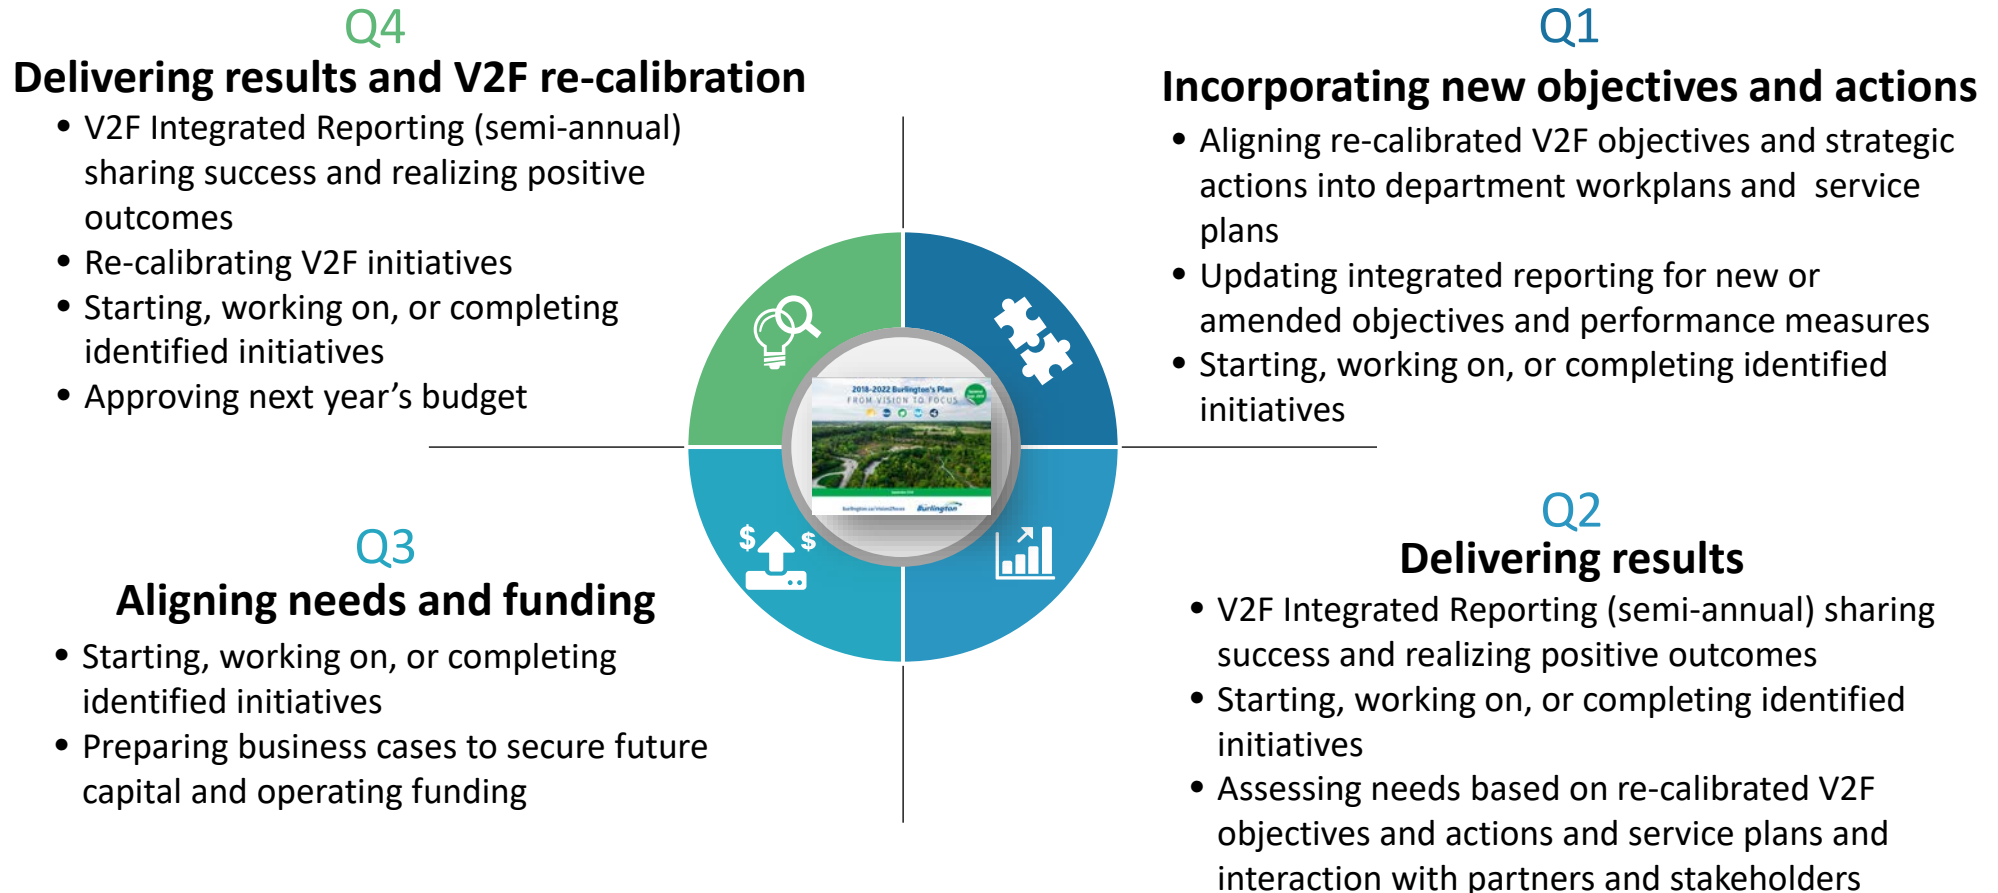 Q4
Delivering results and V2F re-calibration
• V2F Integrated Reporting (semi-annual)
sharing success and realizing positive
outcomes
• Re-calibrating V2F initiatives
• Starting, working on, or completing
identified initiatives
• Approving next year’s budget
Q1
Incorporating new objectives and actions
• Aligning re-calibrated V2F objectives and strategic
actions into department workplans and service
plans
• Updating integrated reporting for new or
amended objectives and performance measures
• Starting, working on, or completing identified
initiatives
2018-2022 Burlington's Plan
FROM VISION TO FOCUS
Burlington
$ $
Q3
Aligning needs and funding
• Starting, working on, or completing
identified initiatives
• Preparing business cases to secure future
capital and operating funding
Q2
Delivering results
• V2F Integrated Reporting (semi-annual) sharing
success and realizing positive outcomes
• Starting, working on, or completing identified
initiatives
• Assessing needs based on re-calibrated V2F
objectives and actions and service plans and
interaction with partners and stakeholders